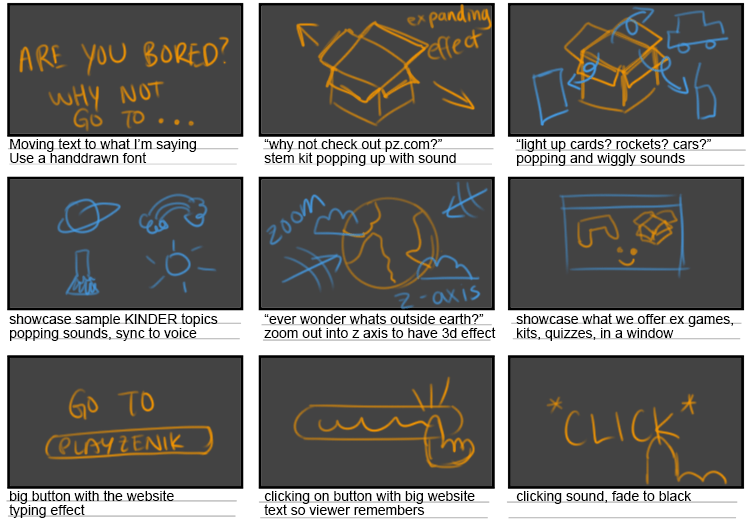 ARE YOU BORED?
WHY NOT
GO TO ...
Moving text to what I'm saying
Use a handdrawn font
expanding
effect
"why not check out pz.com?"
stem kit popping up with sound
"light up cards? rockets? cars?"
popping and wiggly sounds
showcase sample KINDER topics
popping sounds, sync to voice
ZOOM
Z-AXIS
"ever wonder whats outside earth?"
zoom out into z axis to have 3d effect
showcase what we offer ex games,
kits, quizzes, in a window
GO TO
PLAYZENIK
big button with the website
typing effect
clicking on button with big website
text so viewer remembers
*CLICK*
clicking sound, fade to black